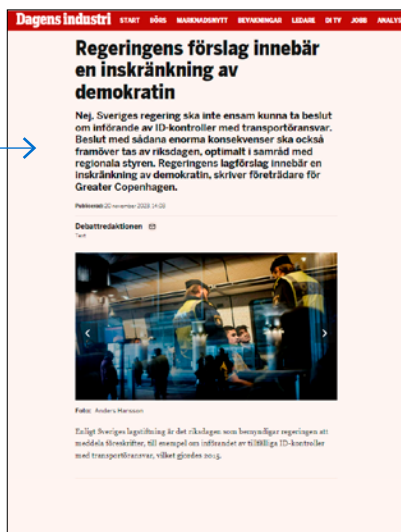 Dagens industri START BÖRS MARKNADSNYTT BEVAKNINGAR LEDARE DI TV JOBB ANALYS
Regeringens förslag innebär
en inskränkning av
demokratin
Nej, Sveriges regering ska inte ensam kunna ta beslut
om införande av ID-kontroller med transportöransvar.
Beslut med sådana enorma konsekvenser ska också
framöver tas av riksdagen, optimalt i samråd med
regionala styren. Regeringens lagförslag innebär en
inskränkning av demokratin, skriver företrädare för
Greater Copenhagen.
Publicerad: 20 november 2023
Debattredaktionen
Text
Foto: Anders Hansson
Enligt Sveriges lagstiftning är det riksdagen som bemyndigar regeringen att
meddela föreskrifter, till exempel om införandet av tillfälliga ID-kontroller
med transportöransvar, vilket gjordes 2015.